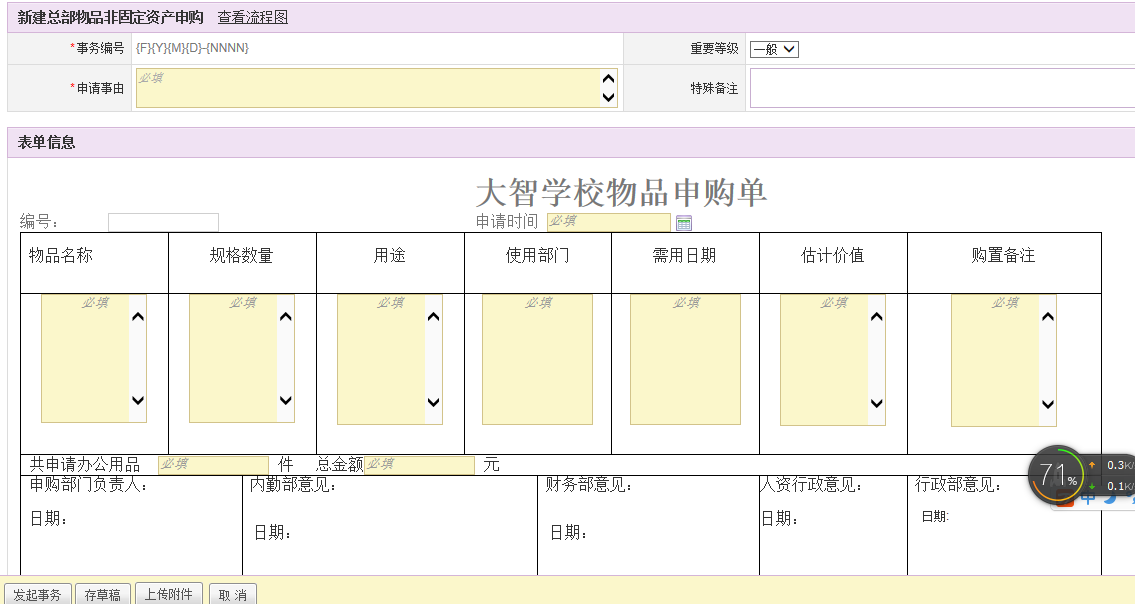 新建总部物品非固定资产申购 查看流程图
*事务编号 {F}{Y}{M}{D}-{NNNN} 重要等级 一般
*申请事由 必填 特殊备注
表单信息
大智学校物品申购单
编号: 申请时间 必填
物品名称 规格数量 用途 使用部门 需用日期 估计价值 购置备注
必填 必填 必填 必填 必填 必填 必填
共申请办公用品 必填 件 总金额 必填 元
申购部门负责人: 内勤部意见: 财务部意见: 人资行政意见: 行政部意见:
日期: 日期: 日期: 日期: 日期:
71% 0.3K/
0.1K/
中
发起事务 存草稿 上传附件 取 消